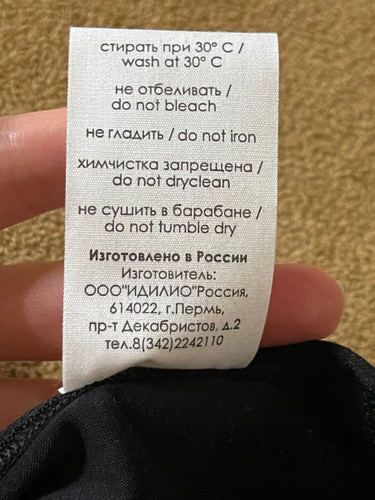 стирать при 30° C /
wash at 30° C
не отбеливать /
do not bleach
не гладить / do not iron
химчистка запрещена /
do not dryclean
не сушить в барабане /
do not tumble dry
Изготовлено в России
Изготовитель:
ООО"ИДИЛИО"Россия,
614022, г.Пермь,
пр-т Декабристов, д.2
тел.8(342)2242110